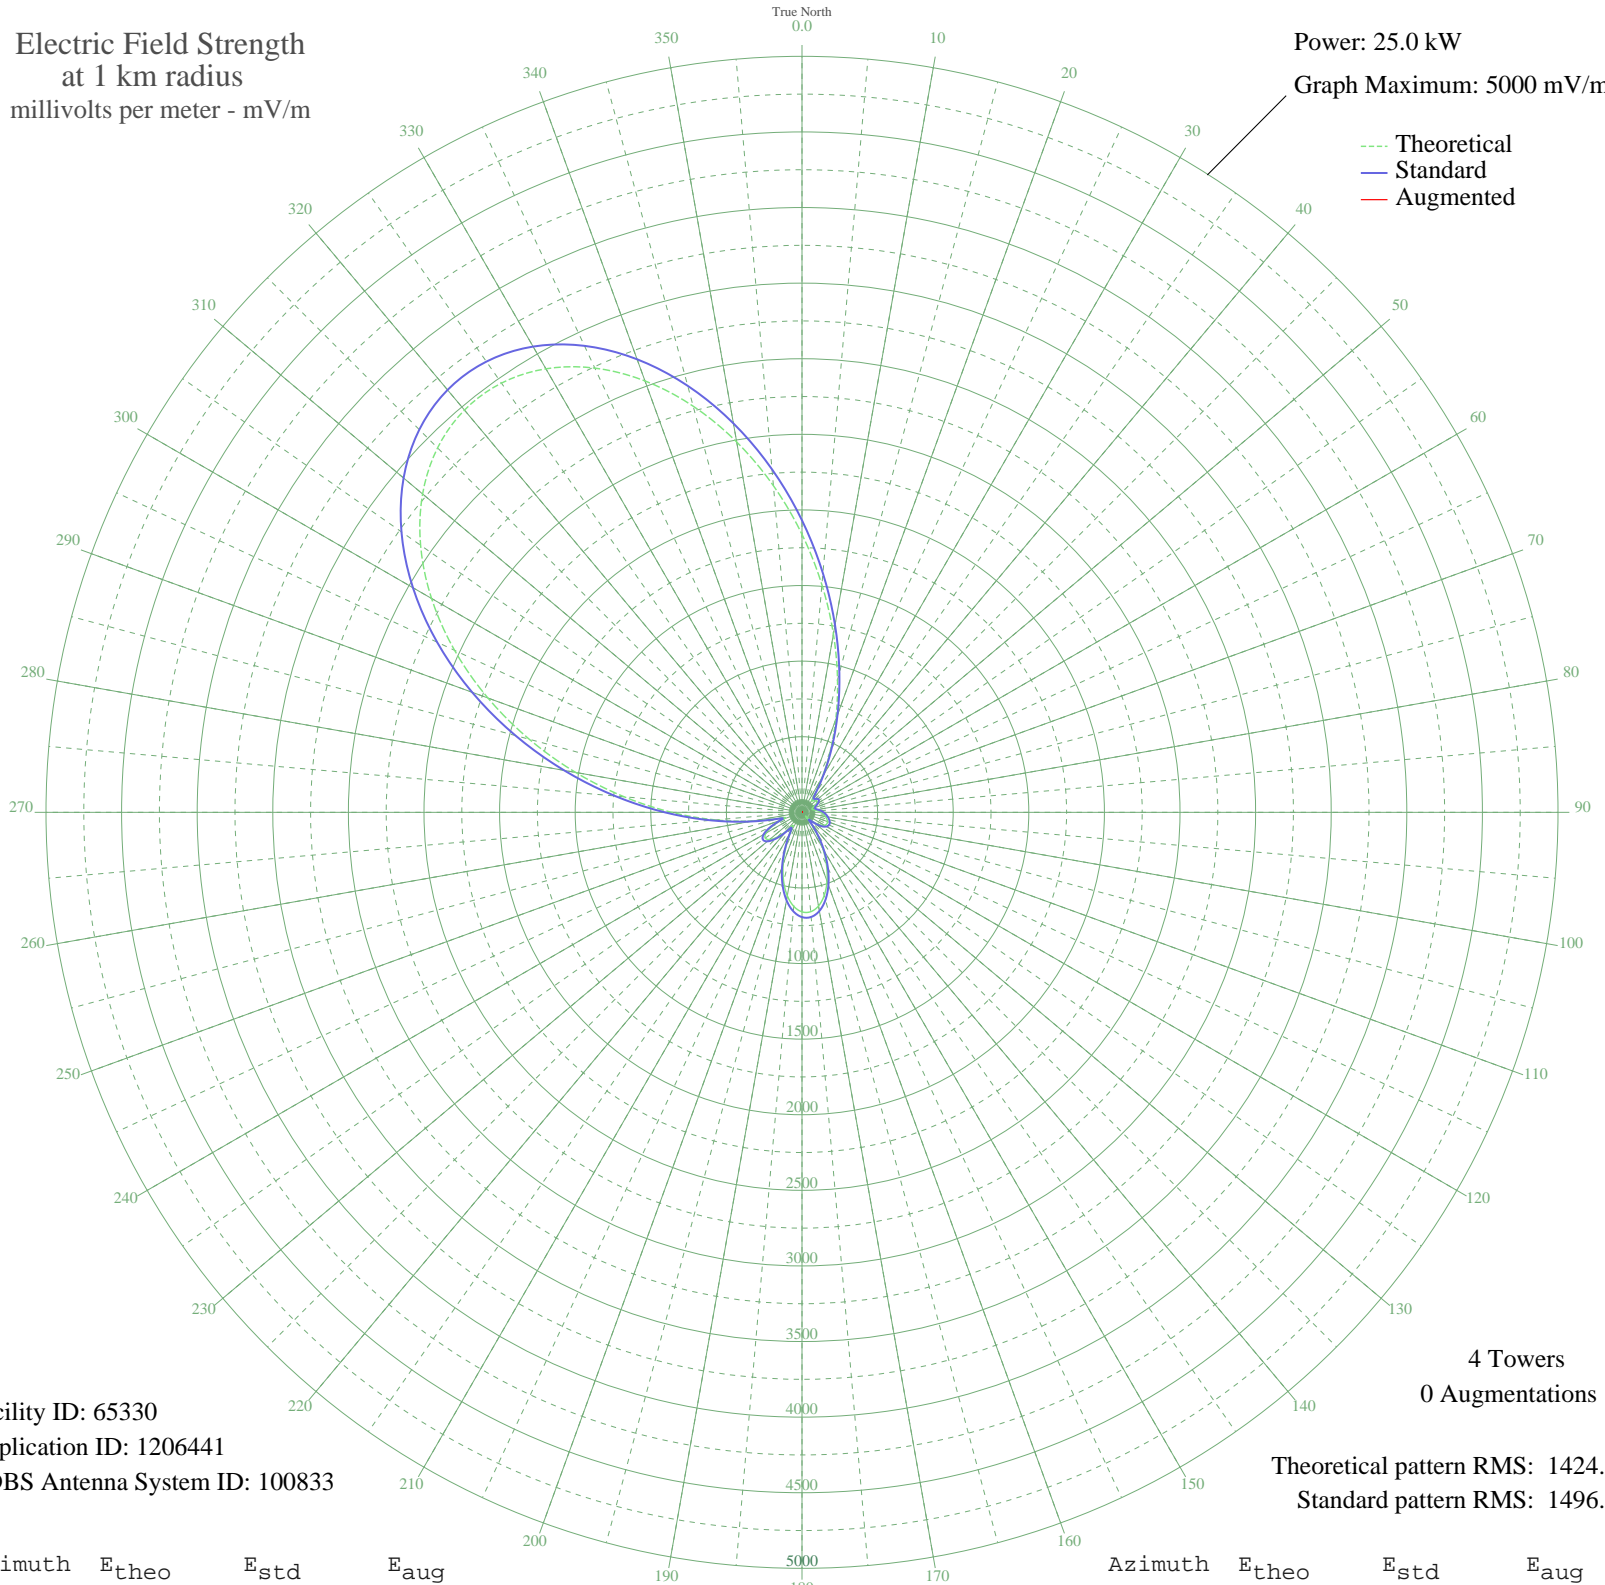 True North
0.0
Electric Field Strength
at 1 km radius
millivolts per meter - mV/m
Power: 25.0 kW
Graph Maximum: 5000 mV/m
Theoretical
Standard
Augmented
10
20
30
40
50
60
70
80
90
100
110
120
130
140
150
160
170
190
200
210
220
230
240
250
260
270
280
290
300
310
320
330
340
350
1000
1500
2000
2500
3000
3500
4000
4500
5000
4 Towers
0 Augmentations
cility ID: 65330
plication ID: 1206441
DBS Antenna System ID: 100833
Theoretical pattern RMS: 1424.
Standard pattern RMS: 1496.
imuth Etheo Estd Eaug
Azimuth Etheo Estd Eaug